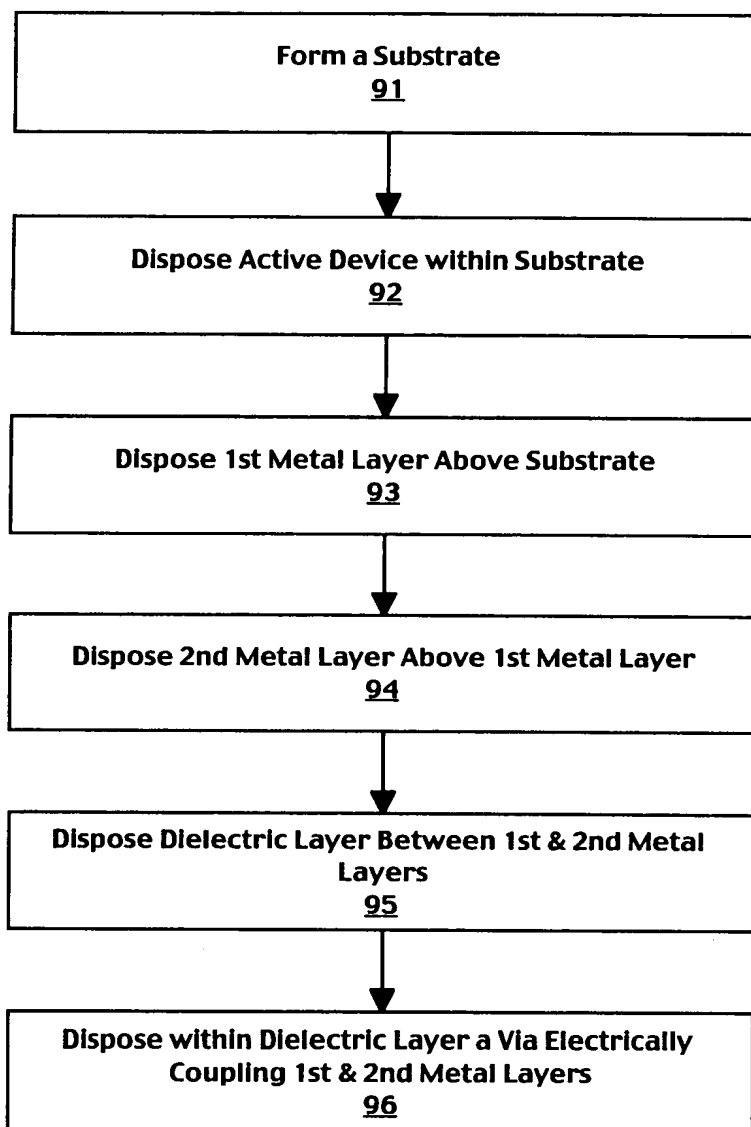 Form a Substrate
91
Dispose Active Device within Substrate
92
Dispose 1st Metal Layer Above Substrate
93
Dispose 2nd Metal Layer Above 1st Metal Layer
94
Dispose Dielectric Layer Between 1st & 2nd Metal
Layers
95
Dispose within Dielectric Layer a Via Electrically
Coupling 1st & 2nd Metal Layers
96